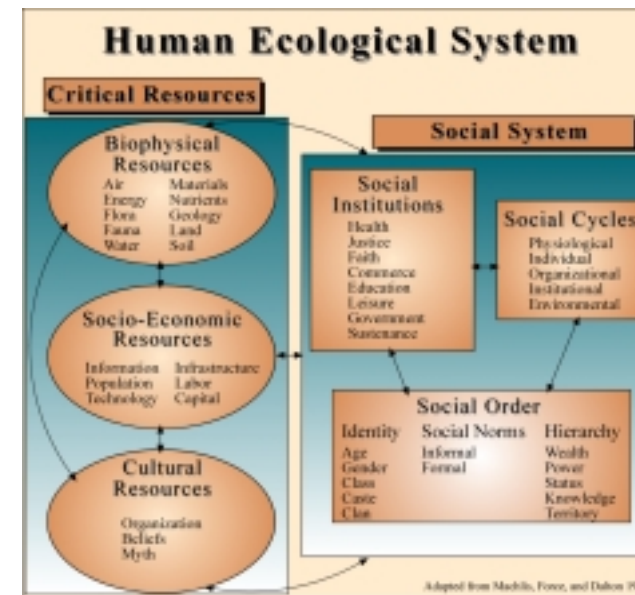 Human Ecological System
Critical Resources
Biophysical
Resources
Air Materials
Energy Nutrients
Flora Geology
Fauna Land
Water Soil
Socio-Economic
Resources
Information Infrastructure
Population Labor
Technology Capital
Cultural
Resources
Organization
Beliefs
Myth
Social System
Social
Institutions
Health
Justice
Faith
Commerce
Education
Leisure
Government
Sustenance
Social Cycles
Physiological
Individual
Organizational
Institutional
Environmental
Social Order
Identity Social Norms Hierarchy
Age Informal Wealth
Gender Formal Power
Class Status
Caste Knowledge
Clan Territory
Adapted from Machlis, Force, and Dalton